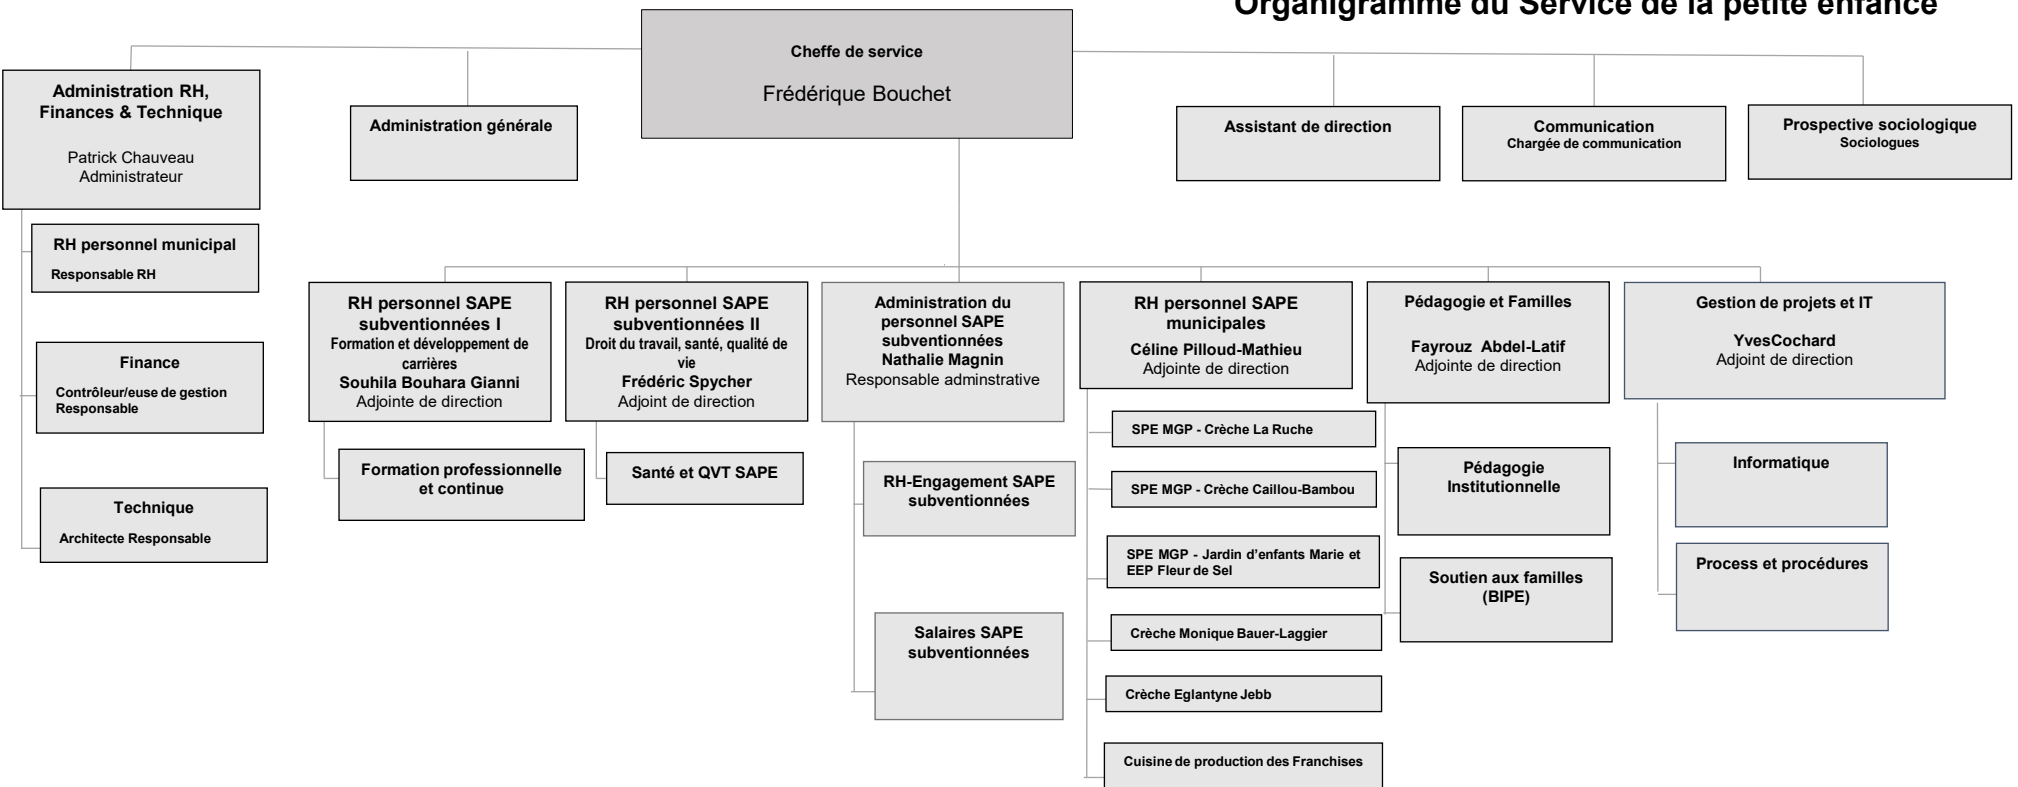 Organigramme du Service de la petite enfance
Cheffe de service
Frédérique Bouchet
Administration RH,
Finances & Technique
Patrick Chauveau
Administrateur
Administration générale
Assistant de direction
Communication
Chargée de communication
Prospective sociologique
Sociologues
RH personnel municipal
Responsable RH
Finance
Contrôleur/euse de gestion
Responsable
Technique
Architecte Responsable
RH personnel SAPE
subventionnées I
Formation et développement de
carrières
Souhila Bouhara Gianni
Adjointe de direction
Formation professionnelle
et continue
RH personnel SAPE
subventionnées II
Droit du travail, santé, qualité de
vie
Frédéric Spycher
Adjoint de direction
Santé et QVT SAPE
Administration du
personnel SAPE
subventionnées
Nathalie Magnin
Responsable adminstrative
RH-Engagement SAPE
subventionnées
Salaires SAPE
subventionnées
RH personnel SAPE
municipales
Céline Pilloud-Mathieu
Adjointe de direction
SPE MGP - Crèche La Ruche
SPE MGP - Crèche Caillou-Bambou
SPE MGP - Jardin d'enfants Marie et
EEP Fleur de Sel
Crèche Monique Bauer-Laggier
Crèche Eglantyne Jebb
Cuisine de production des Franchises
Pédagogie et Familles
Fayrouz Abdel-Latif
Adjointe de direction
Pédagogie
Institutionnelle
Soutien aux familles
(BIPE)
Gestion de projets et IT
YvesCochard
Adjoint de direction
Informatique
Process et procédures